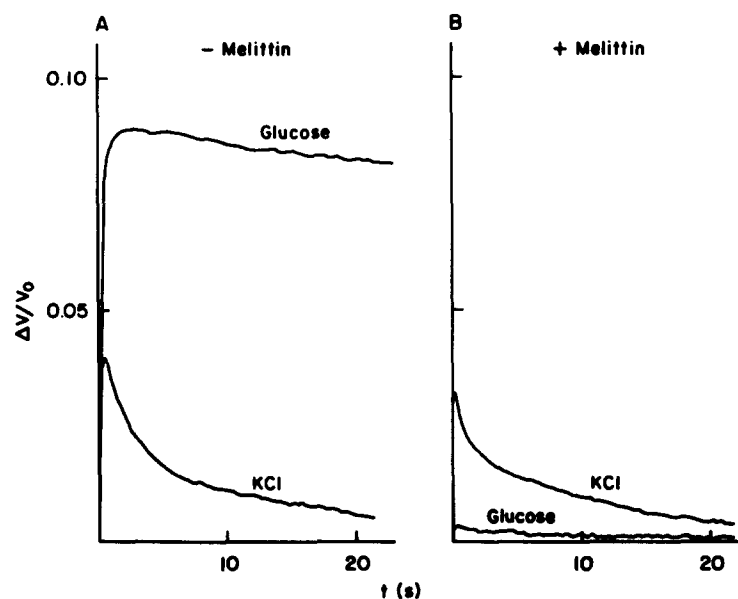 A
B
− Melittin
+ Melittin
0.10
Glucose
0.05
ΔV/V₀
KCl
KCl
Glucose
10
20
10
20
t (s)